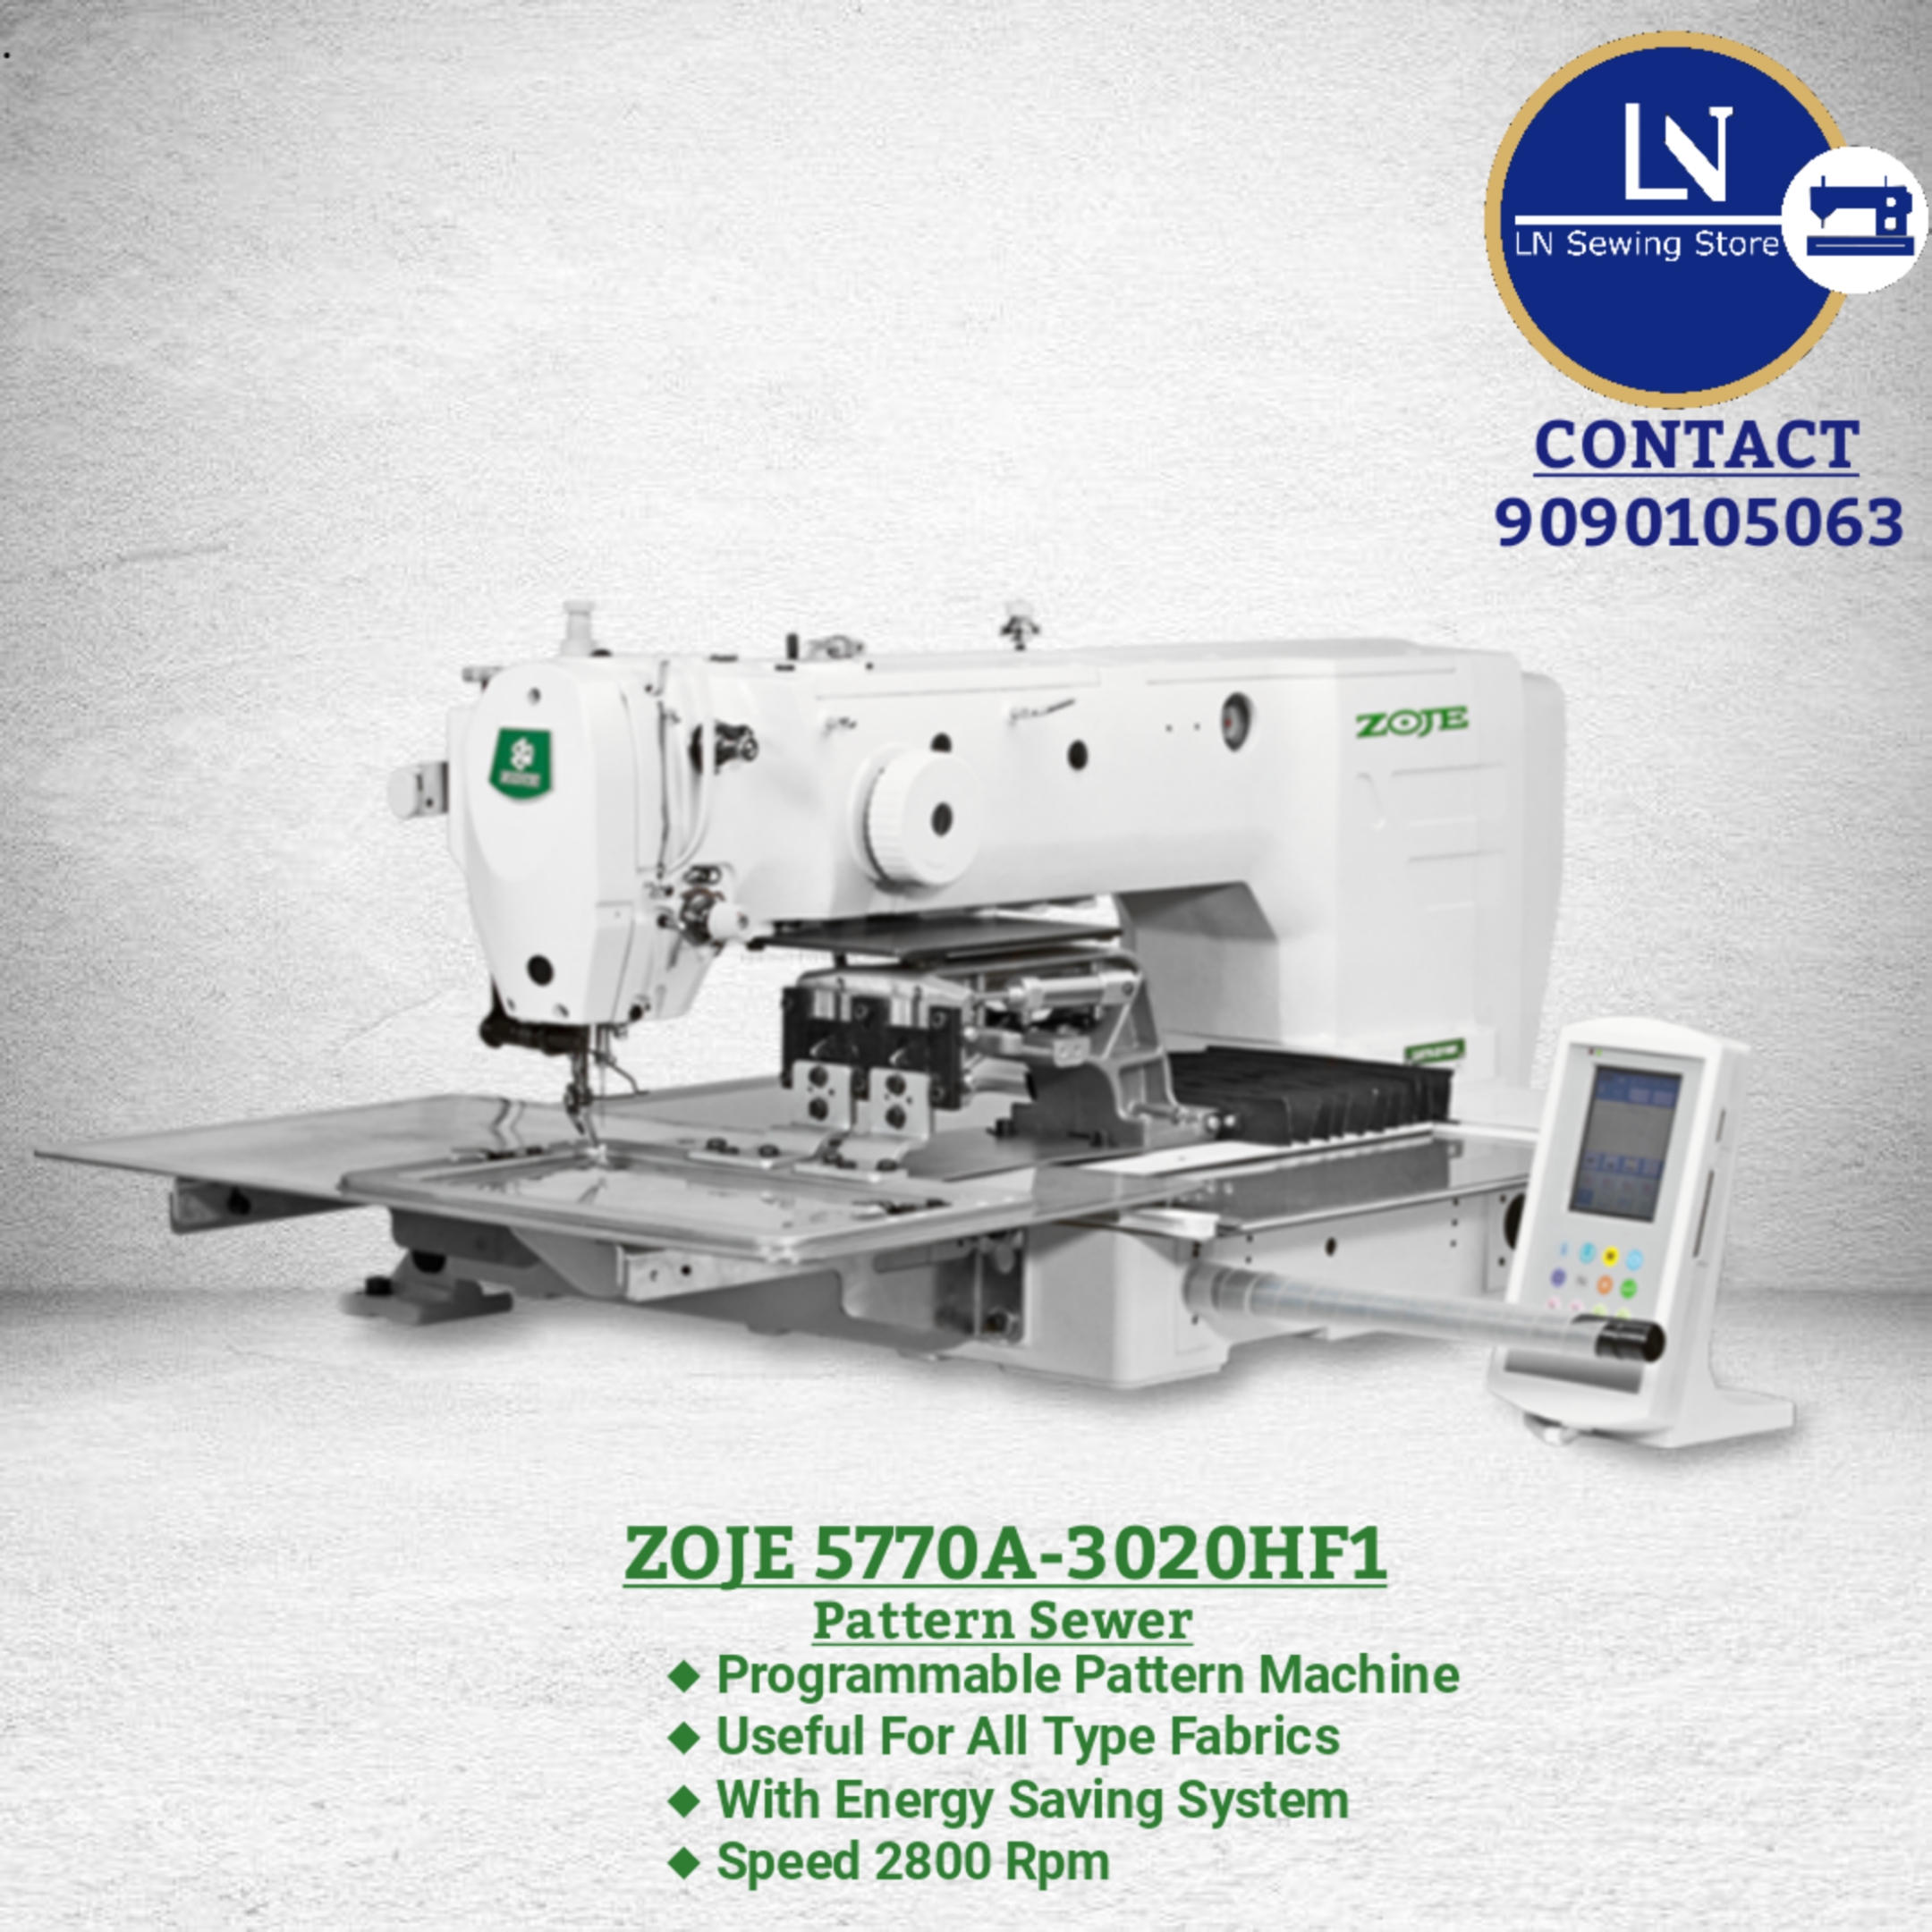 LN
LN Sewing Store
CONTACT
9090105063
ZOJE
ZOJE 5770A-3020HF1
Pattern Sewer
◆ Programmable Pattern Machine
◆ Useful For All Type Fabrics
◆ With Energy Saving System
◆ Speed 2800 Rpm